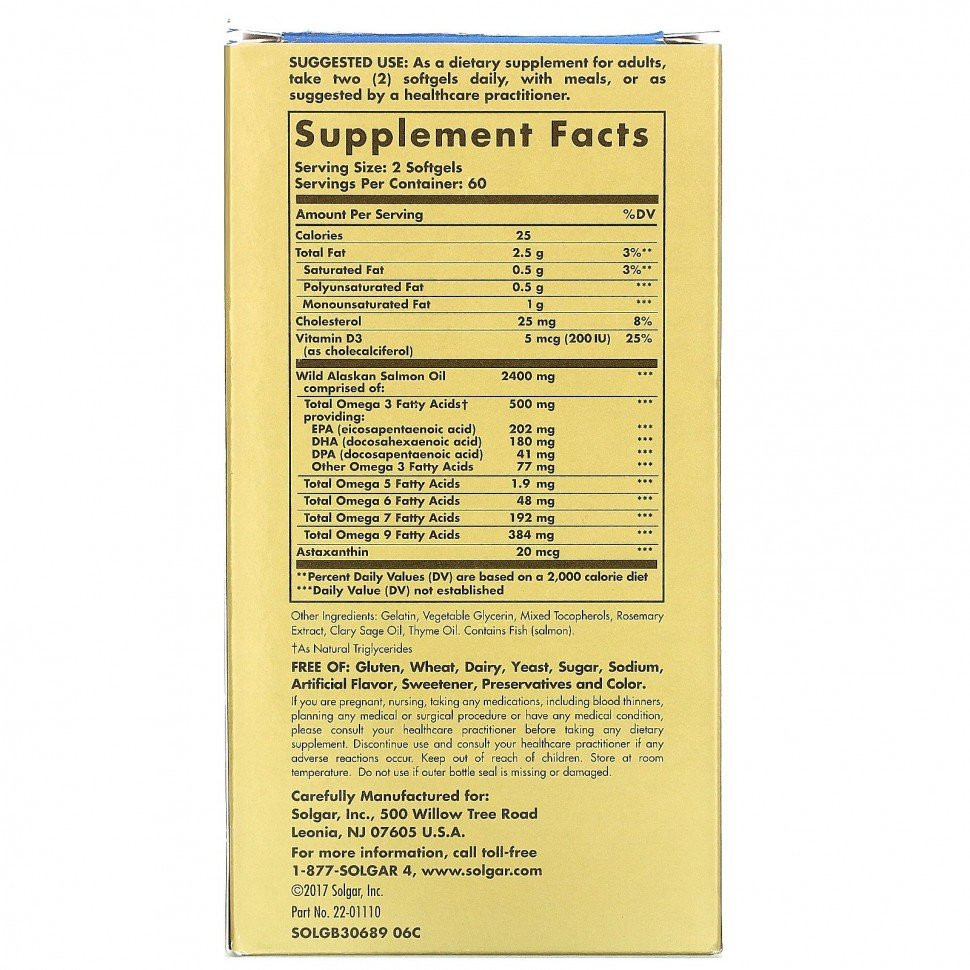 SUGGESTED USE: As a dietary supplement for adults,
take two (2) softgels daily, with meals, or as
suggested by a healthcare practitioner.
Supplement Facts
Serving Size: 2 Softgels
Servings Per Container: 60
Amount Per Serving %DV
Calories 25
Total Fat 2.5 g 3%**
Saturated Fat 0.5 g 3%**
Polyunsaturated Fat 0.5 g ***
Monounsaturated Fat 1 g ***
Cholesterol 25 mg 8%
Vitamin D3 5 mcg (200 IU) 25%
(as cholecalciferol)
Wild Alaskan Salmon Oil 2400 mg ***
comprised of:
Total Omega 3 Fatty Acids† 500 mg ***
providing:
EPA (eicosapentaenoic acid) 202 mg ***
DHA (docosahexaenoic acid) 180 mg ***
DPA (docosapentaenoic acid) 41 mg ***
Other Omega 3 Fatty Acids 77 mg ***
Total Omega 5 Fatty Acids 1.9 mg ***
Total Omega 6 Fatty Acids 48 mg ***
Total Omega 7 Fatty Acids 192 mg ***
Total Omega 9 Fatty Acids 384 mg ***
Astaxanthin 20 mcg ***
**Percent Daily Values (DV) are based on a 2,000 calorie diet
***Daily Value (DV) not established
Other Ingredients: Gelatin, Vegetable Glycerin, Mixed Tocopherols, Rosemary
Extract, Clary Sage Oil, Thyme Oil. Contains Fish (salmon).
†As Natural Triglycerides
FREE OF: Gluten, Wheat, Dairy, Yeast, Sugar, Sodium,
Artificial Flavor, Sweetener, Preservatives and Color.
If you are pregnant, nursing, taking any medications, including blood thinners,
planning any medical or surgical procedure or have any medical condition,
please consult your healthcare practitioner before taking any dietary
supplement. Discontinue use and consult your healthcare practitioner if any
adverse reactions occur. Keep out of reach of children. Store at room
temperature. Do not use if outer bottle seal is missing or damaged.
Carefully Manufactured for:
Solgar, Inc., 500 Willow Tree Road
Leonia, NJ 07605 U.S.A.
For more information, call toll-free
1-877-SOLGAR 4, www.solgar.com
©2017 Solgar, Inc.
Part No. 22-01110
SOLGB30689 06C